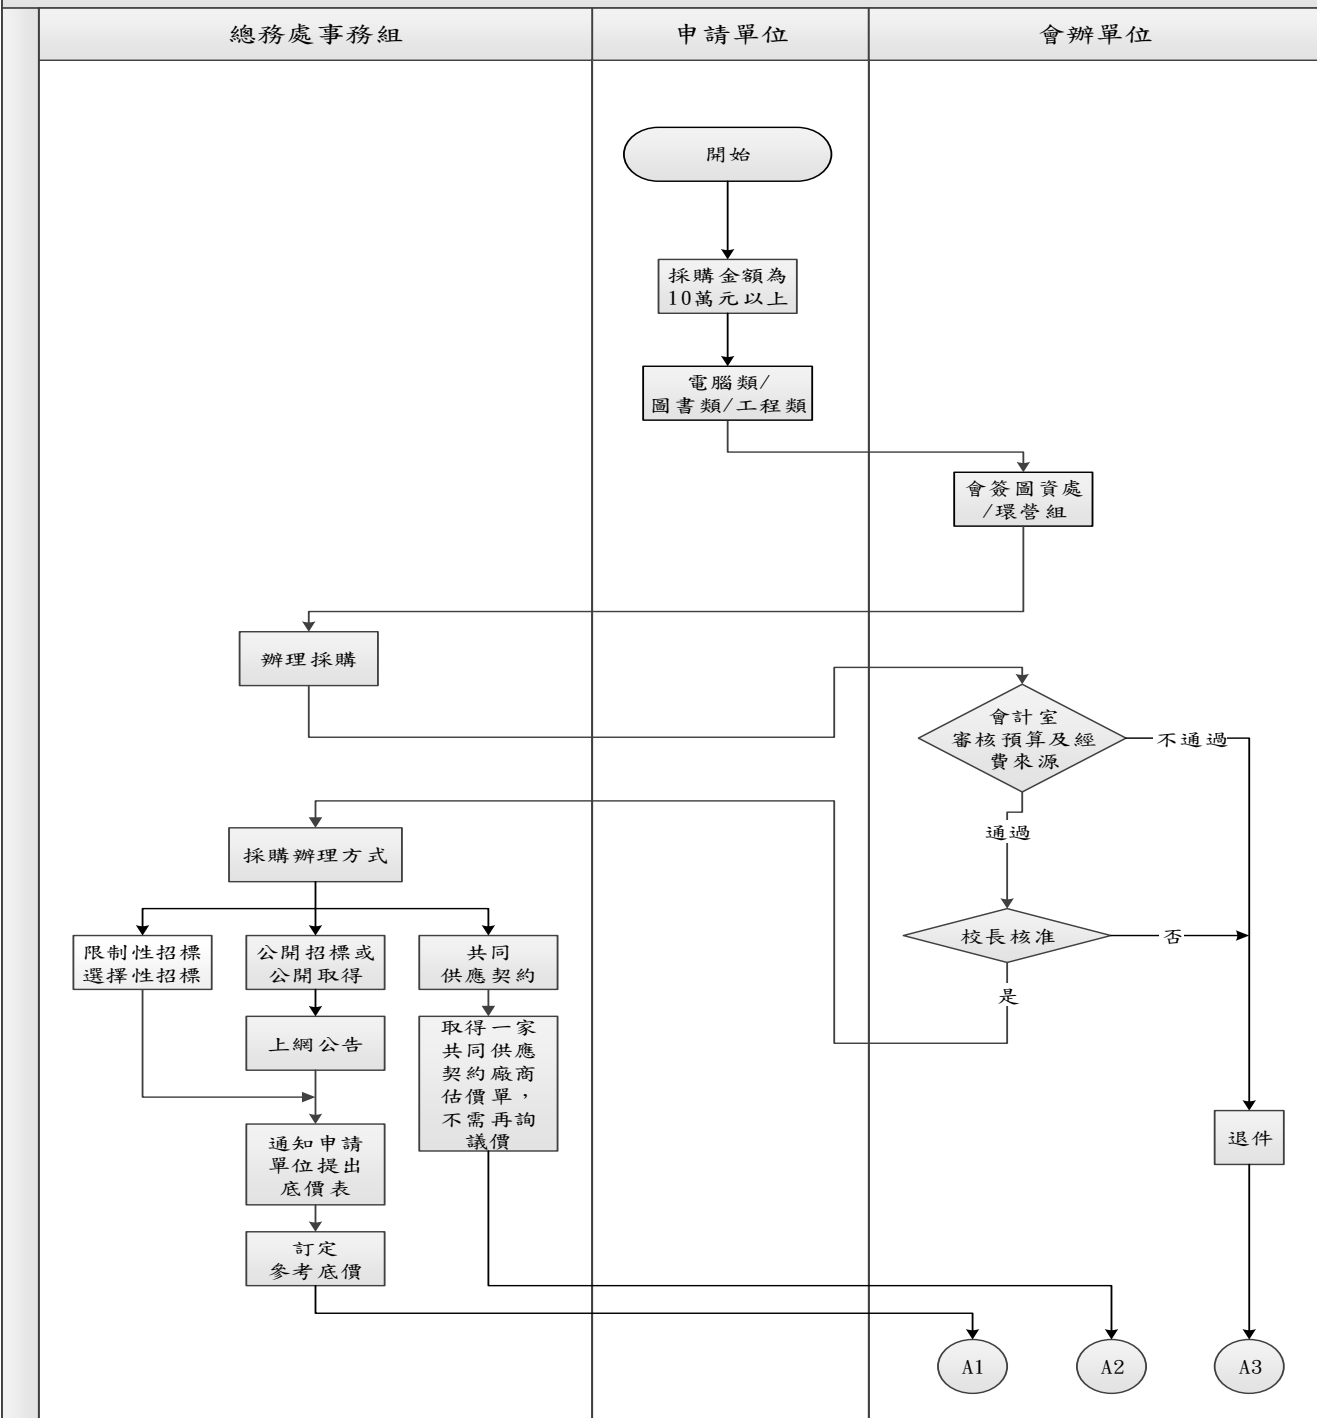 總務處事務組
申請單位
會辦單位
開始
採購金額為
10萬元以上
電腦類/
圖書類/工程類
會簽圖資處
/環營組
辦理採購
會計室
審核預算及經
費來源
不通過
通過
採購辦理方式
限制性招標
選擇性招標
公開招標或
公開取得
共同
供應契約
校長核准
否
是
上網公告
取得一家
共同供應
契約廠商
估價單，
不需再詢
議價
通知申請
單位提出
底價表
退件
訂定
參考底價
A1
A2
A3